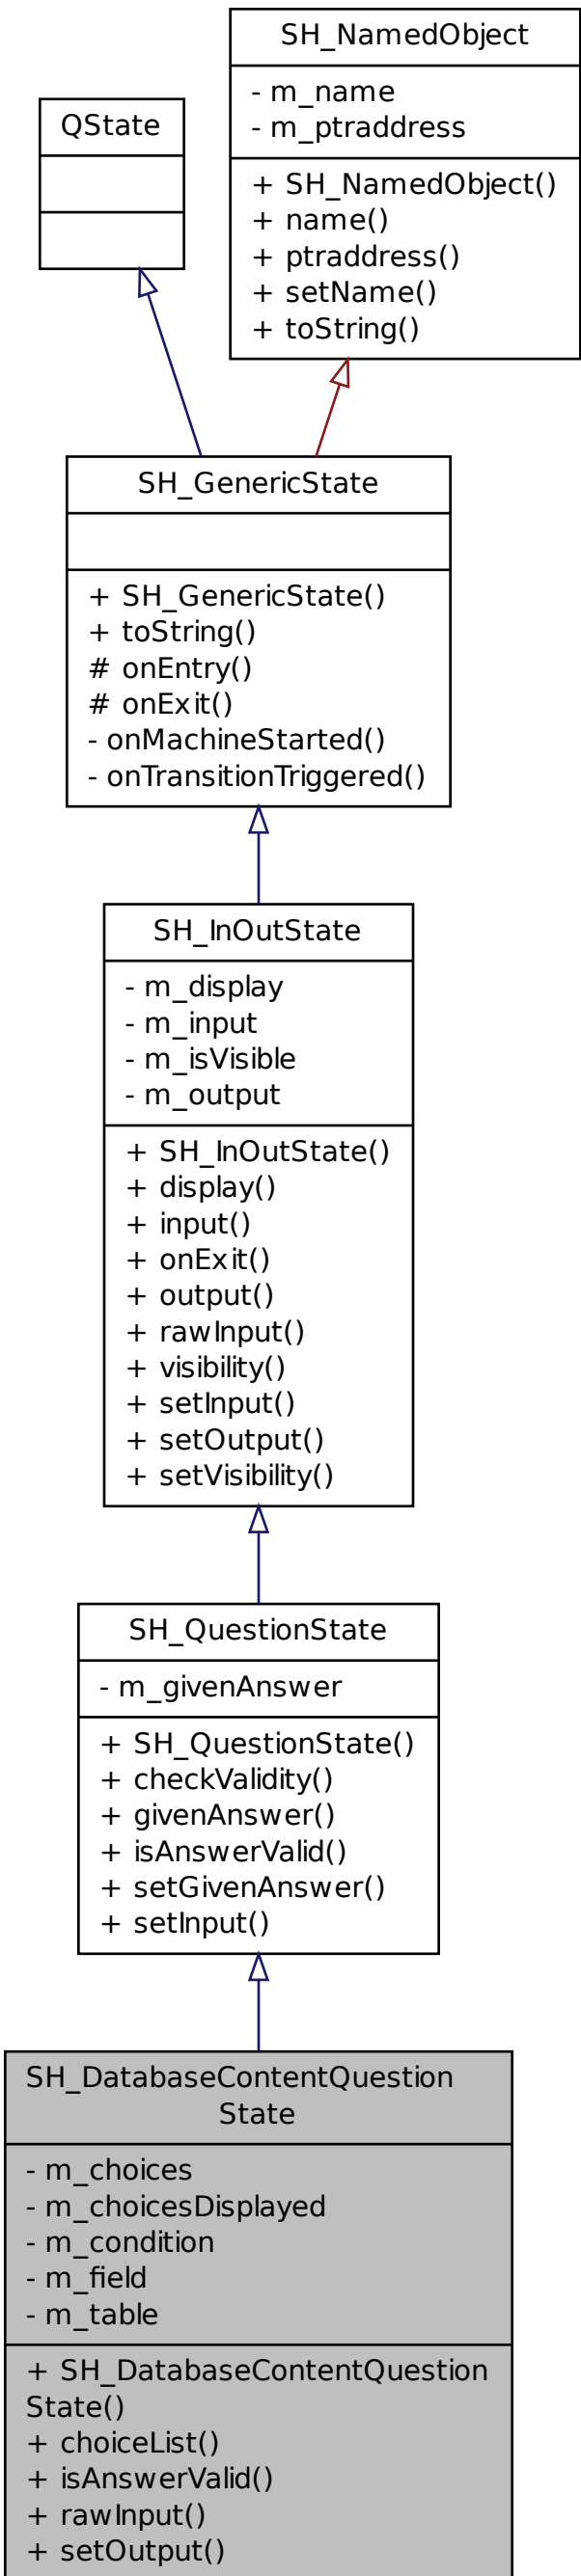 SH_NamedObject
- m_name
- m_ptraddress
+ SH_NamedObject()
+ name()
+ ptraddress()
+ setName()
+ toString()
QState
SH_GenericState
+ SH_GenericState()
+ toString()
# onEntry()
# onExit()
- onMachineStarted()
- onTransitionTriggered()
SH_InOutState
- m_display
- m_input
- m_isVisible
- m_output
+ SH_InOutState()
+ display()
+ input()
+ onExit()
+ output()
+ rawInput()
+ visibility()
+ setInput()
+ setOutput()
+ setVisibility()
SH_QuestionState
- m_givenAnswer
+ SH_QuestionState()
+ checkValidity()
+ givenAnswer()
+ isAnswerValid()
+ setGivenAnswer()
+ setInput()
SH_DatabaseContentQuestion
State
- m_choices
- m_choicesDisplayed
- m_condition
- m_field
- m_table
+ SH_DatabaseContentQuestion
State()
+ choiceList()
+ isAnswerValid()
+ rawInput()
+ setOutput()